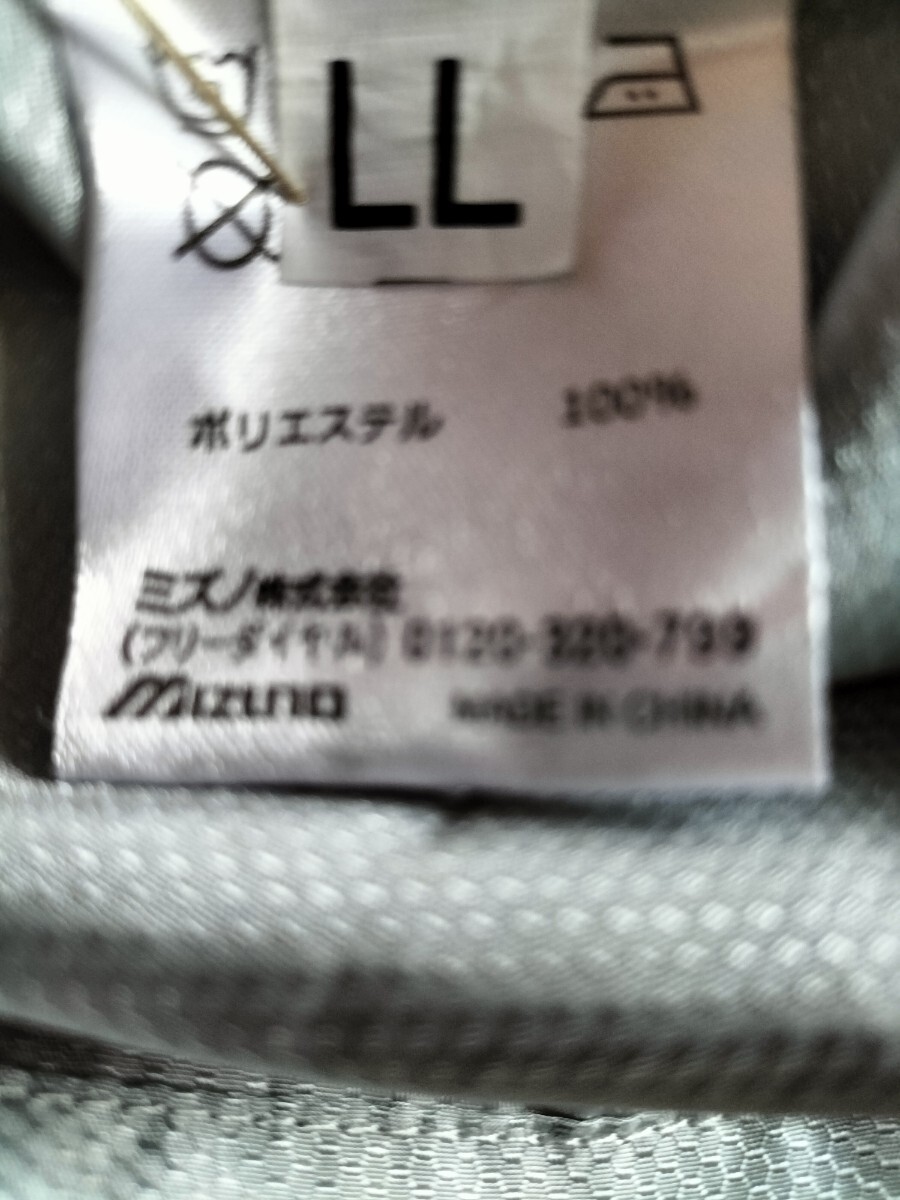 LL
ポリエステル 100%
ミズノ株式会社
(フリーダイヤル) 0120-320-799
MIZUNO MADE IN CHINA